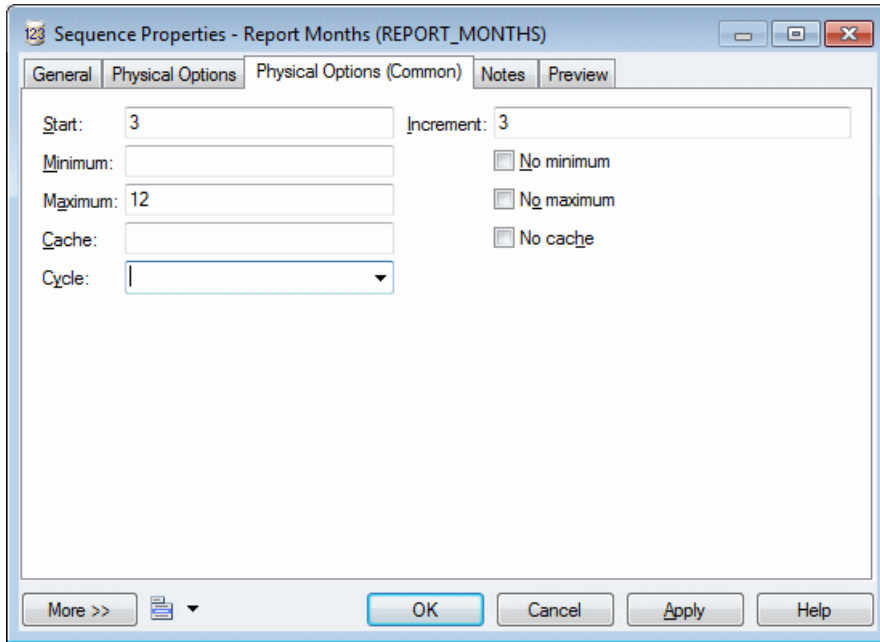 123 Sequence Properties - Report Months (REPORT_MONTHS)
General Physical Options Physical Options (Common) Notes Preview
Start: 3 Increment: 3
Minimum: No minimum
Maximum: 12 No maximum
Cache: No cache
Cycle:
More >> OK Cancel Apply Help